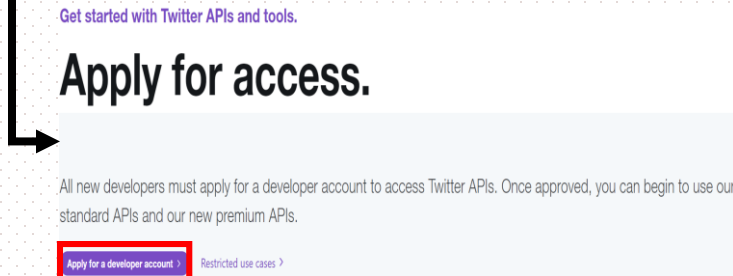 Get started with Twitter APIs and tools.
Apply for access.
All new developers must apply for a developer account to access Twitter APIs. Once approved, you can begin to use our
standard APIs and our new premium APIs.
Apply for a developer account >
Restricted use cases >